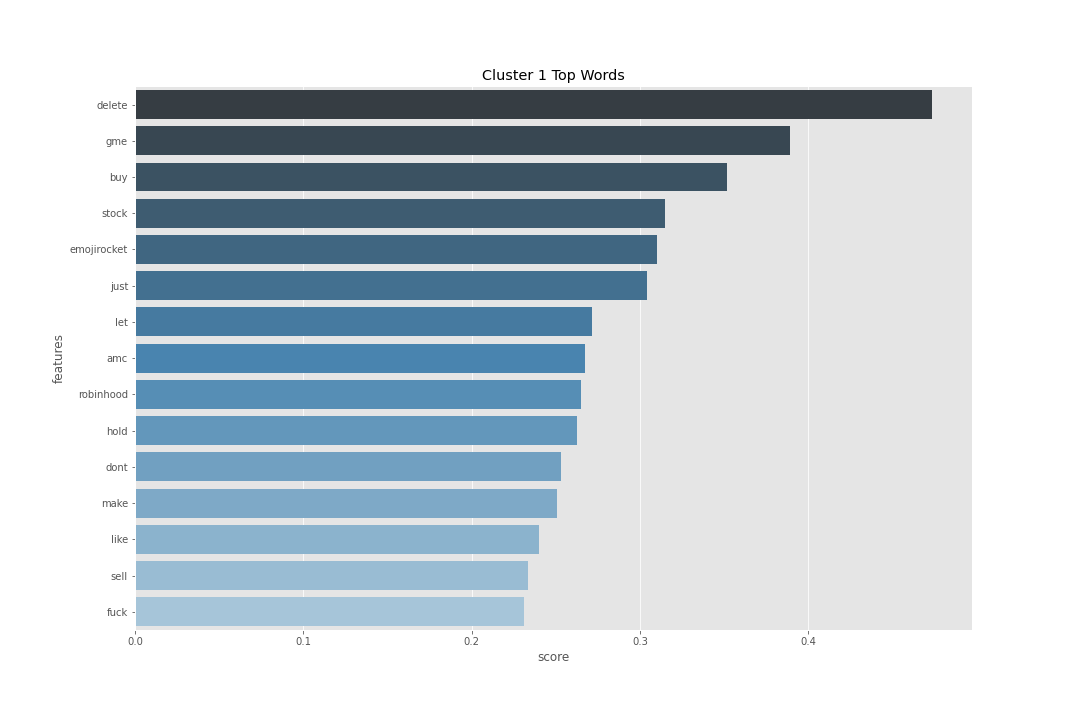 Cluster 1 Top Words
delete
gme
buy
stock
emojirocket
just
let
amc
robinhood
hold
dont
make
like
sell
fuck
features
0.0 0.1 0.2 0.3 0.4
score